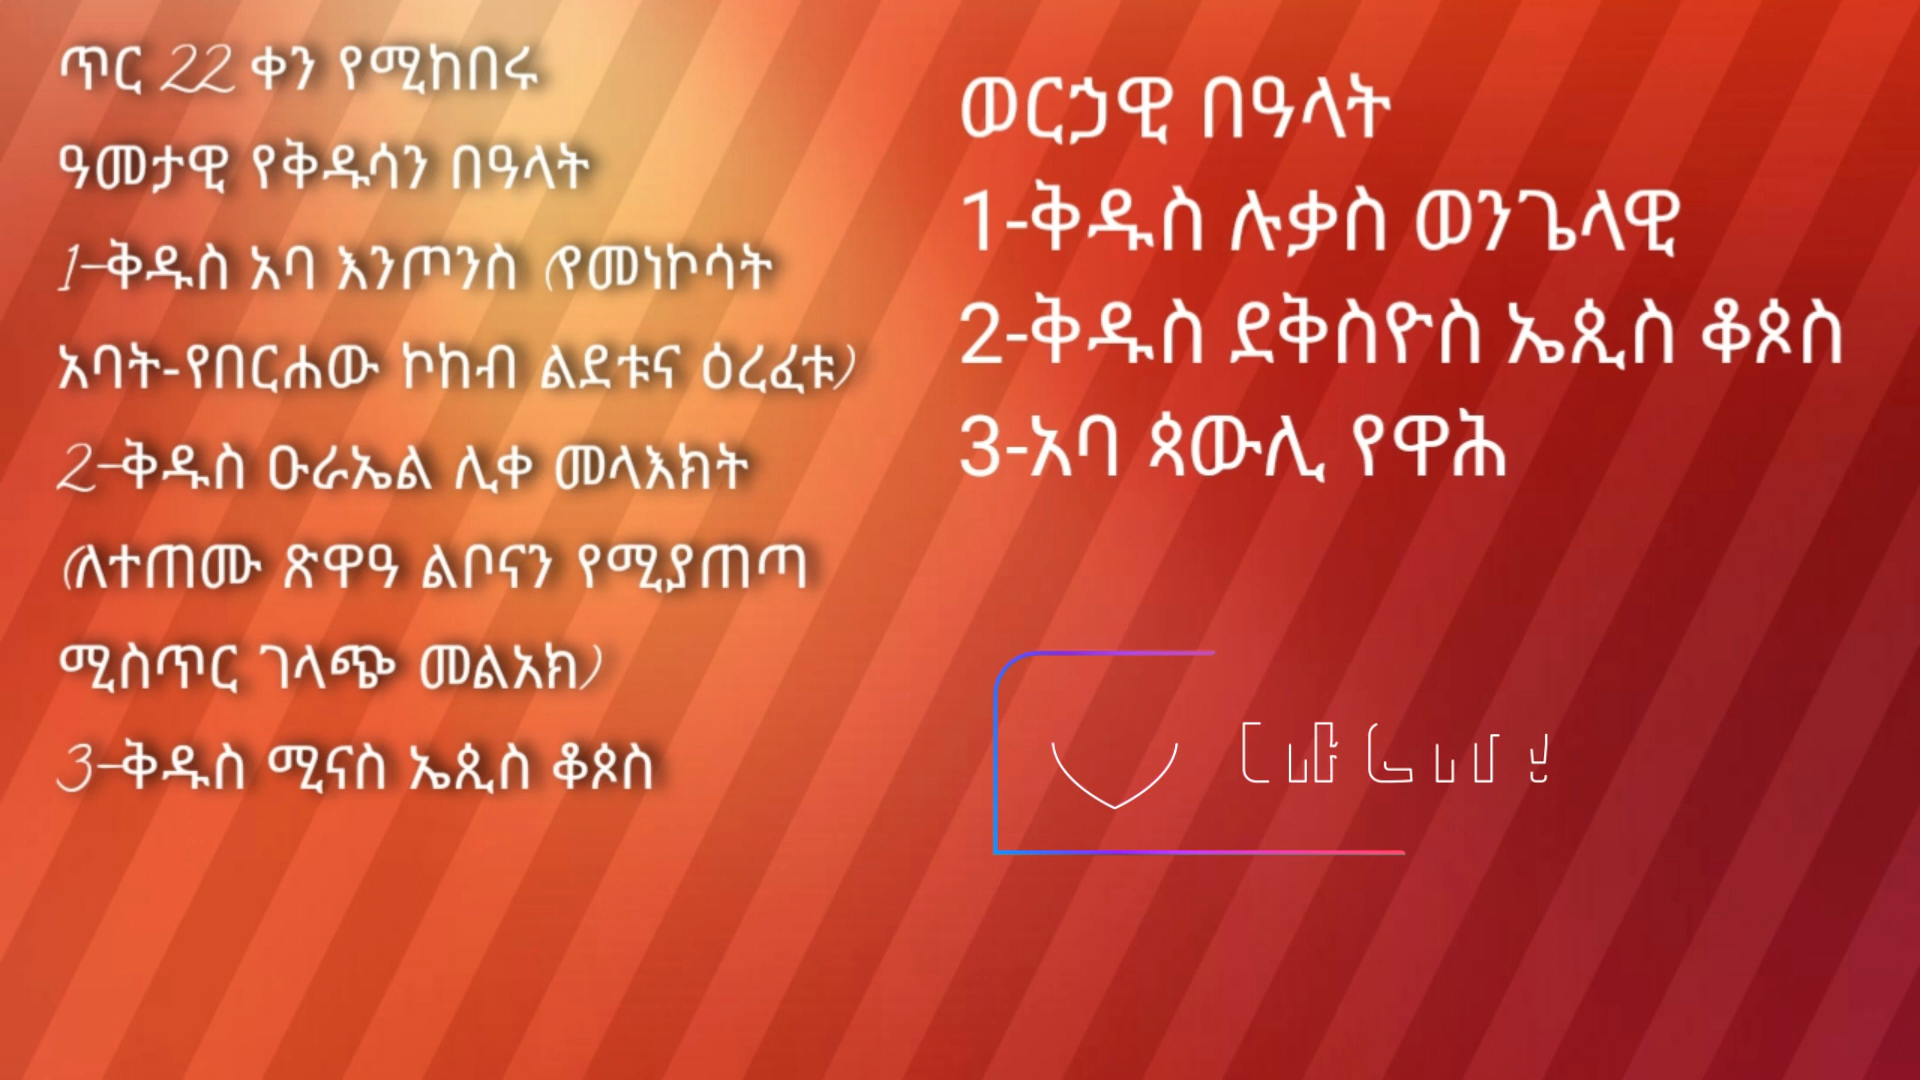 ጥር 22 ቀን የሚከበሩ
ዓመታዊ የቅዱሳን በዓላት
1-ቅዱስ አባ እንጦንስ (የመነኮሳት
አባት-የበርሐው ኮከብ ልደቱና ዕረፈቱ)
2-ቅዱስ ዑራኤል ሊቀ መላእክት
(ለተጠሙ ጽዋዓ ልቦናን የሚያጠጣ
ሚስጥር ገላጭ መልአክ)
3-ቅዱስ ሚናስ ኤጲስ ቆጶስ
ወርኃዊ በዓላት
1-ቅዱስ ሉቃስ ወንጌላዊ
2-ቅዱስ ደቅስዮስ ኤጲስ ቆጶስ
3-አባ ጳውሊ የዋሕ